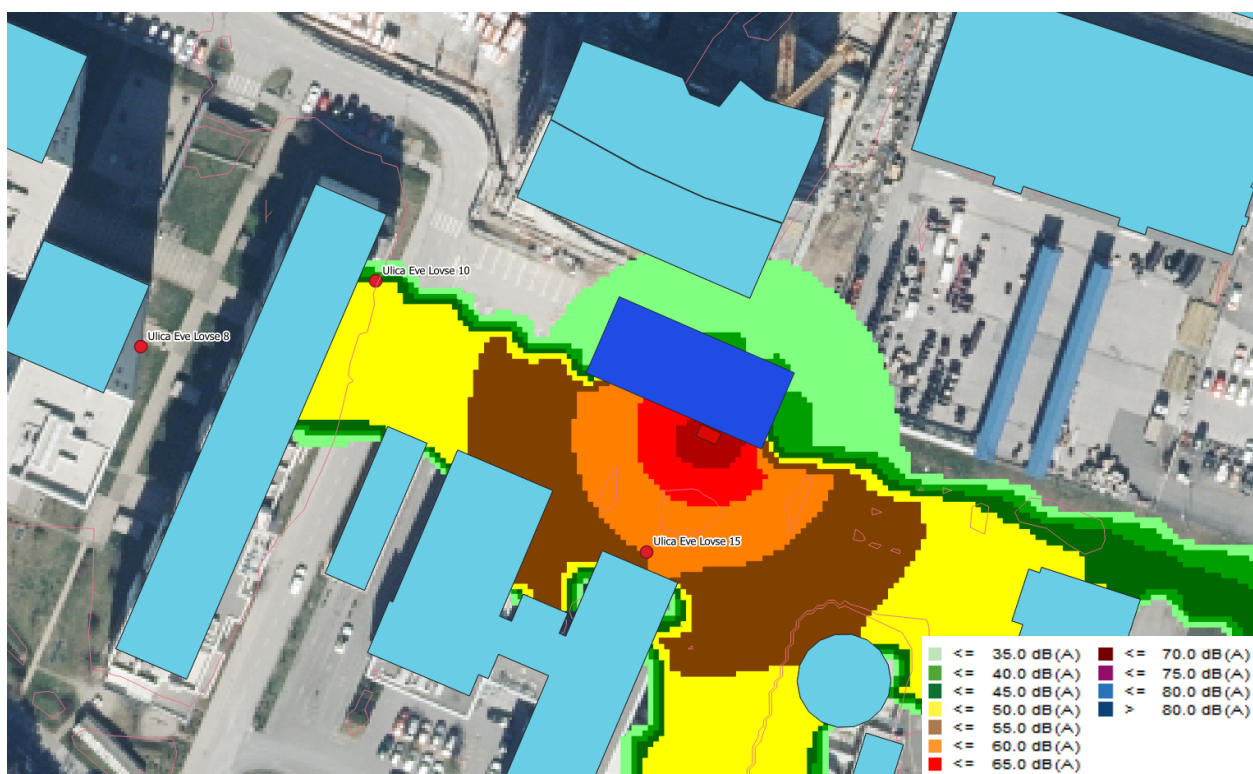 Ulica Eve Lovse 10
Ulica Eve Lovse 8
Ulica Eve Lovse 15
<= 35.0 dB(A)
<= 40.0 dB(A)
<= 45.0 dB(A)
<= 50.0 dB(A)
<= 55.0 dB(A)
<= 60.0 dB(A)
<= 65.0 dB(A)
<= 70.0 dB(A)
<= 75.0 dB(A)
<= 80.0 dB(A)
> 80.0 dB(A)